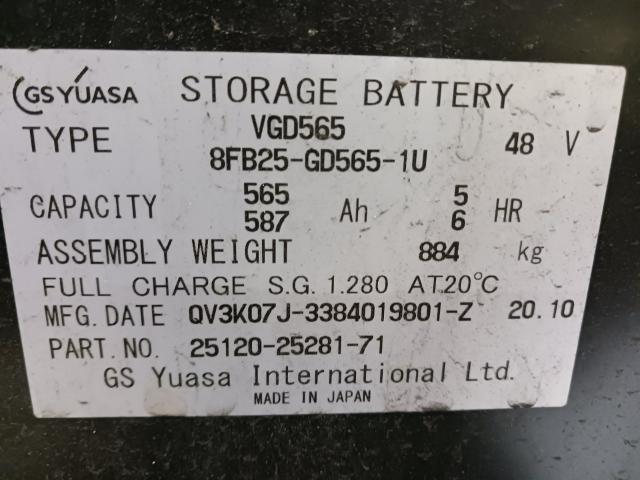 GS YUASA STORAGE BATTERY
TYPE VGD565 48 V
8FB25-GD565-1U
CAPACITY 565 Ah 5 HR
587 6
ASSEMBLY WEIGHT 884 kg
FULL CHARGE S.G. 1.280 AT20℃
MFG. DATE QV3K07J-3384019801-Z 20.10
PART.NO. 25120-25281-71
GS Yuasa International Ltd.
MADE IN JAPAN